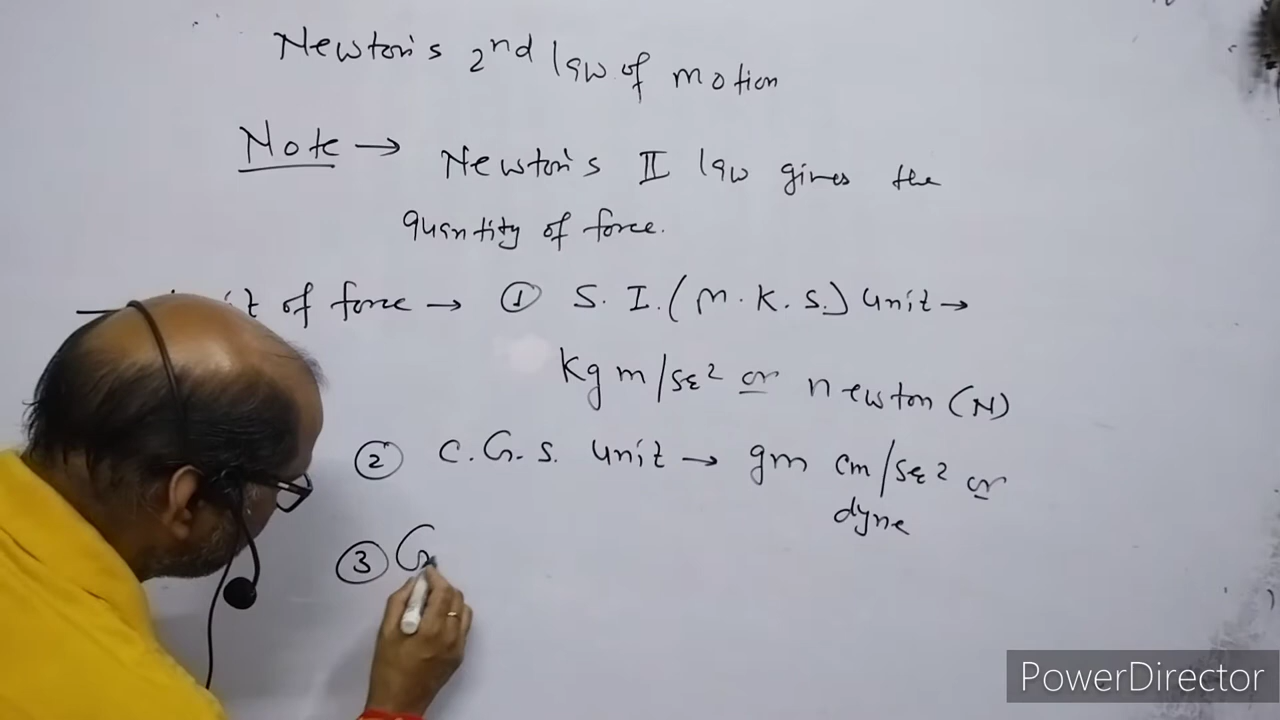 Newton's 2nd law of motion
Note → Newton's II law gives the
quantity of force.
of force → ① S. I. (M. K. S.) Unit →
Kg m/sec² or newton (N)
② C. G. S. Unit → gm cm/sec² or
dyne
③ G
PowerDirector